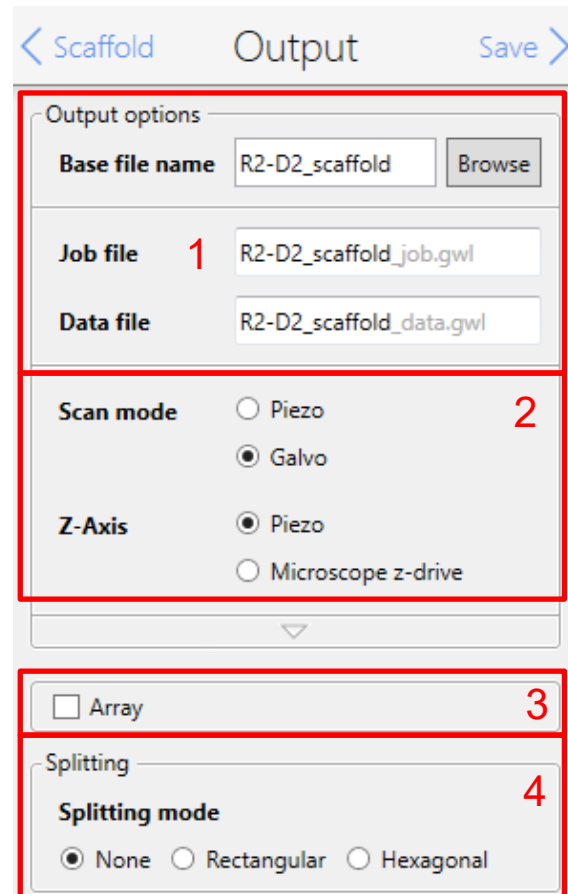 Scaffold Output Save
Output options
Base file name R2-D2_scaffold Browse
Job file 1 R2-D2_scaffold_job.gwl
Data file R2-D2_scaffold_data.gwl
Scan mode Piezo 2
Galvo
Z-Axis Piezo
Microscope z-drive
Array 3
Splitting
4
Splitting mode
None Rectangular Hexagonal